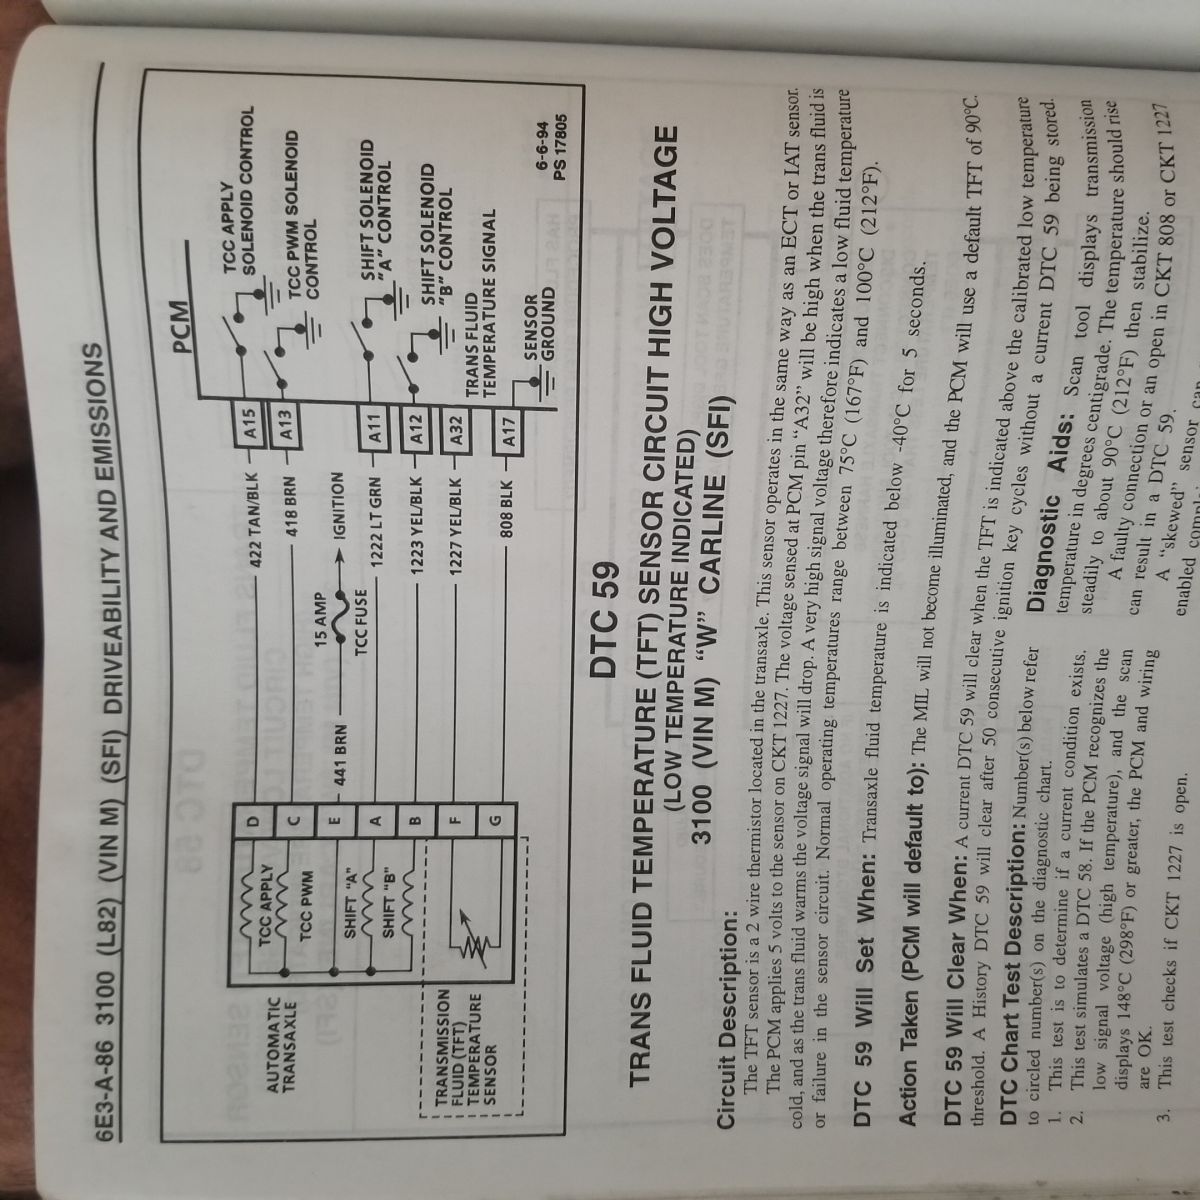 6E3-A-86 3100 (L82) (VIN M) (SFI) DRIVEABILITY AND EMISSIONS
PCM
TCC APPLY
SOLENOID CONTROL
TCC PWM SOLENOID
CONTROL
SHIFT SOLENOID
"A" CONTROL
SHIFT SOLENOID
"B" CONTROL
TRANS FLUID
TEMPERATURE SIGNAL
SENSOR
GROUND
6-6-94
PS 17805
A15
A13
A11
A12
A32
A17
422 TAN/BLK
418 BRN
15 AMP
IGNITION
TCC FUSE
441 BRN
1222 LT GRN
1223 YEL/BLK
1227 YEL/BLK
808 BLK
D
C
E
A
B
F
G
TCC APPLY
TCC PWM
SHIFT "A"
SHIFT "B"
AUTOMATIC
TRANSAXLE
TRANSMISSION
FLUID (TFT)
TEMPERATURE
SENSOR
DTC 59
TRANS FLUID TEMPERATURE (TFT) SENSOR CIRCUIT HIGH VOLTAGE
(LOW TEMPERATURE INDICATED)
3100 (VIN M) "W" CARLINE (SFI)
Circuit Description:
The TFT sensor is a 2 wire thermistor located in the transaxle. This sensor operates in the same way as an ECT or IAT sensor.
The PCM applies 5 volts to the sensor on CKT 1227. The voltage sensed at PCM pin "A32" will be high when the trans fluid is
cold, and as the trans fluid warms the voltage signal will drop. A very high signal voltage therefore indicates a low fluid temperature
or failure in the sensor circuit. Normal operating temperatures range between 75°C (167°F) and 100°C (212°F).
DTC 59 Will Set When: Transaxle fluid temperature is indicated below -40°C for 5 seconds.
Action Taken (PCM will default to): The MIL will not become illuminated, and the PCM will use a default TFT of 90°C.
DTC 59 Will Clear When: A current DTC 59 will clear when the TFT is indicated above the calibrated low temperature
threshold. A History DTC 59 will clear after 50 consecutive ignition key cycles without a current DTC 59 being stored.
DTC Chart Test Description: Number(s) below refer
to circled number(s) on the diagnostic chart.
1. This test is to determine if a current condition exists.
2. This test simulates a DTC 58. If the PCM recognizes the
low signal voltage (high temperature), and the scan
displays 148°C (298°F) or greater, the PCM and wiring
are OK.
3. This test checks if CKT 1227 is open.
Diagnostic Aids: Scan tool displays transmission
temperature in degrees centigrade. The temperature should rise
steadily to about 90°C (212°F) then stabilize.
A faulty connection or an open in CKT 808 or CKT 1227
can result in a DTC 59.
A "skewed" sensor can
enabled